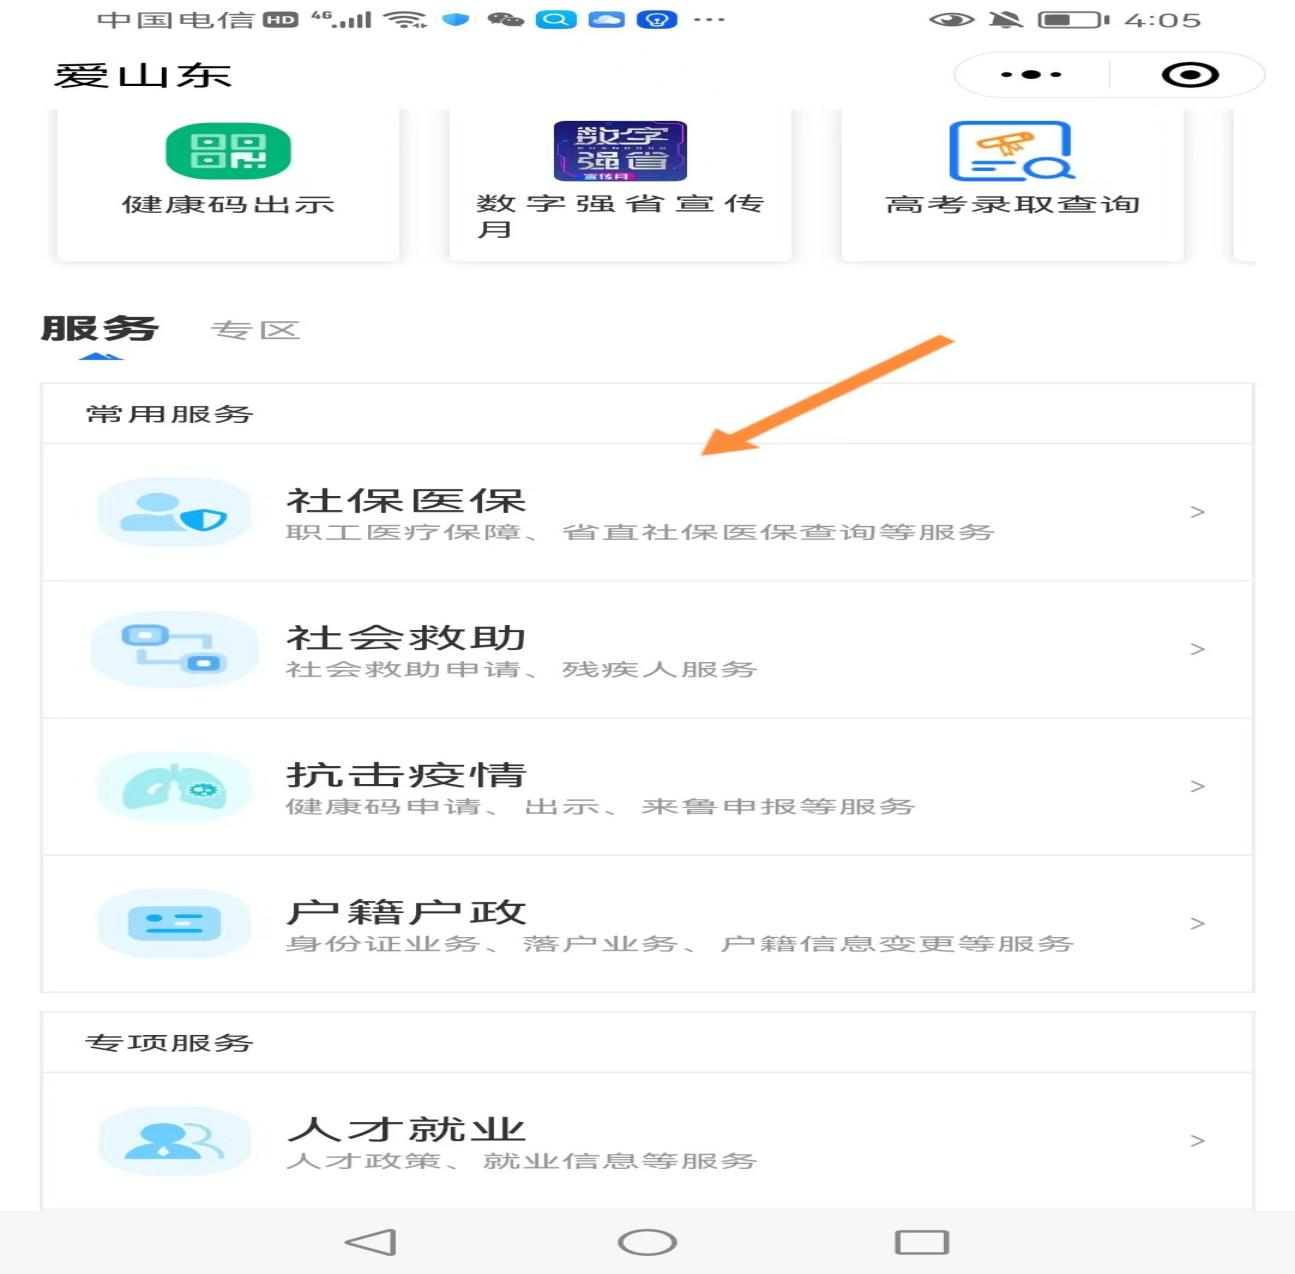 中国电信 HD 4G 4:05
爱山东
数字
强省
宣传月
健康码出示
数字强省宣传
月
高考录取查询
服务 专区
常用服务
社保医保
职工医疗保障、省直社保医保查询等服务
>
社会救助
社会救助申请、残疾人服务
>
抗击疫情
健康码申请、出示、来鲁申报等服务
>
户籍户政
身份证业务、落户业务、户籍信息变更等服务
>
专项服务
人才就业
人才政策、就业信息等服务
>